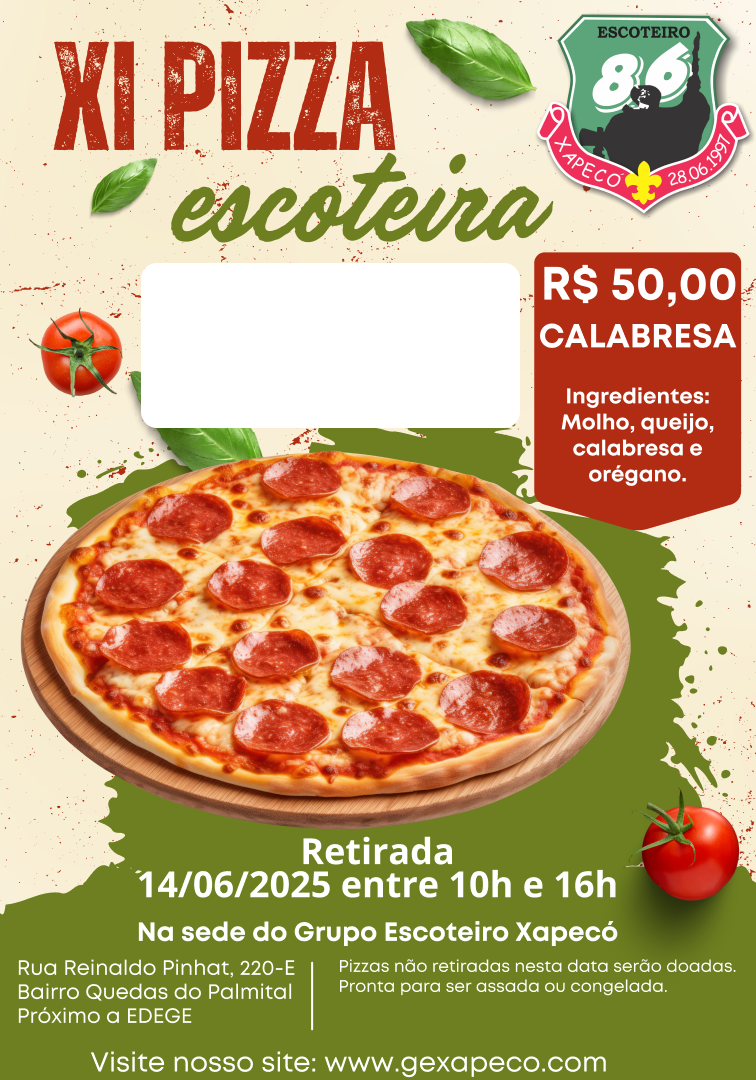 XI PIZZA
escoteira
ESCOTEIRO
86
XAPECÓ 28.06.1997
R$ 50,00
CALABRESA
Ingredientes:
Molho, queijo,
calabresa e
orégano.
Retirada
14/06/2025 entre 10h e 16h
Na sede do Grupo Escoteiro Xapecó
Rua Reinaldo Pinhat, 220-E
Bairro Quedas do Palmital
Próximo a EDEGE
Pizzas não retiradas nesta data serão doadas.
Pronta para ser assada ou congelada.
Visite nosso site: www.gexapeco.com